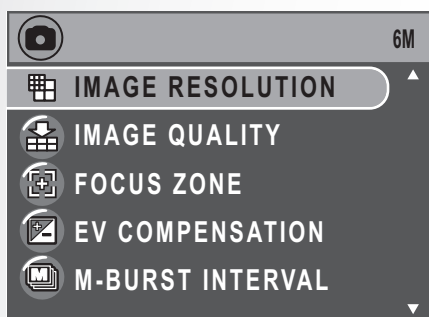 6M
IMAGE RESOLUTION
IMAGE QUALITY
FOCUS ZONE
EV COMPENSATION
M-BURST INTERVAL